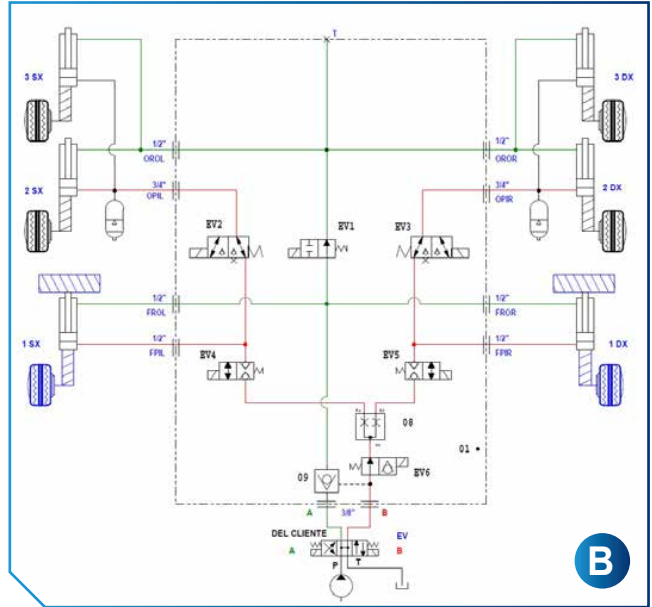 T
3 SX
3 DX
1/2"
OROL
1/2"
OROR
3/4"
OPIL
3/4"
OPIR
2 SX
2 DX
EV2
EV1
EV3
1/2"
FROL
1/2"
FROR
1/2"
FPIL
1/2"
FPIR
1 SX
1 DX
EV4
EV5
08
01
EV6
09
A
3/8"
B
DEL CLIENTE
EV
A
B
P
T
B